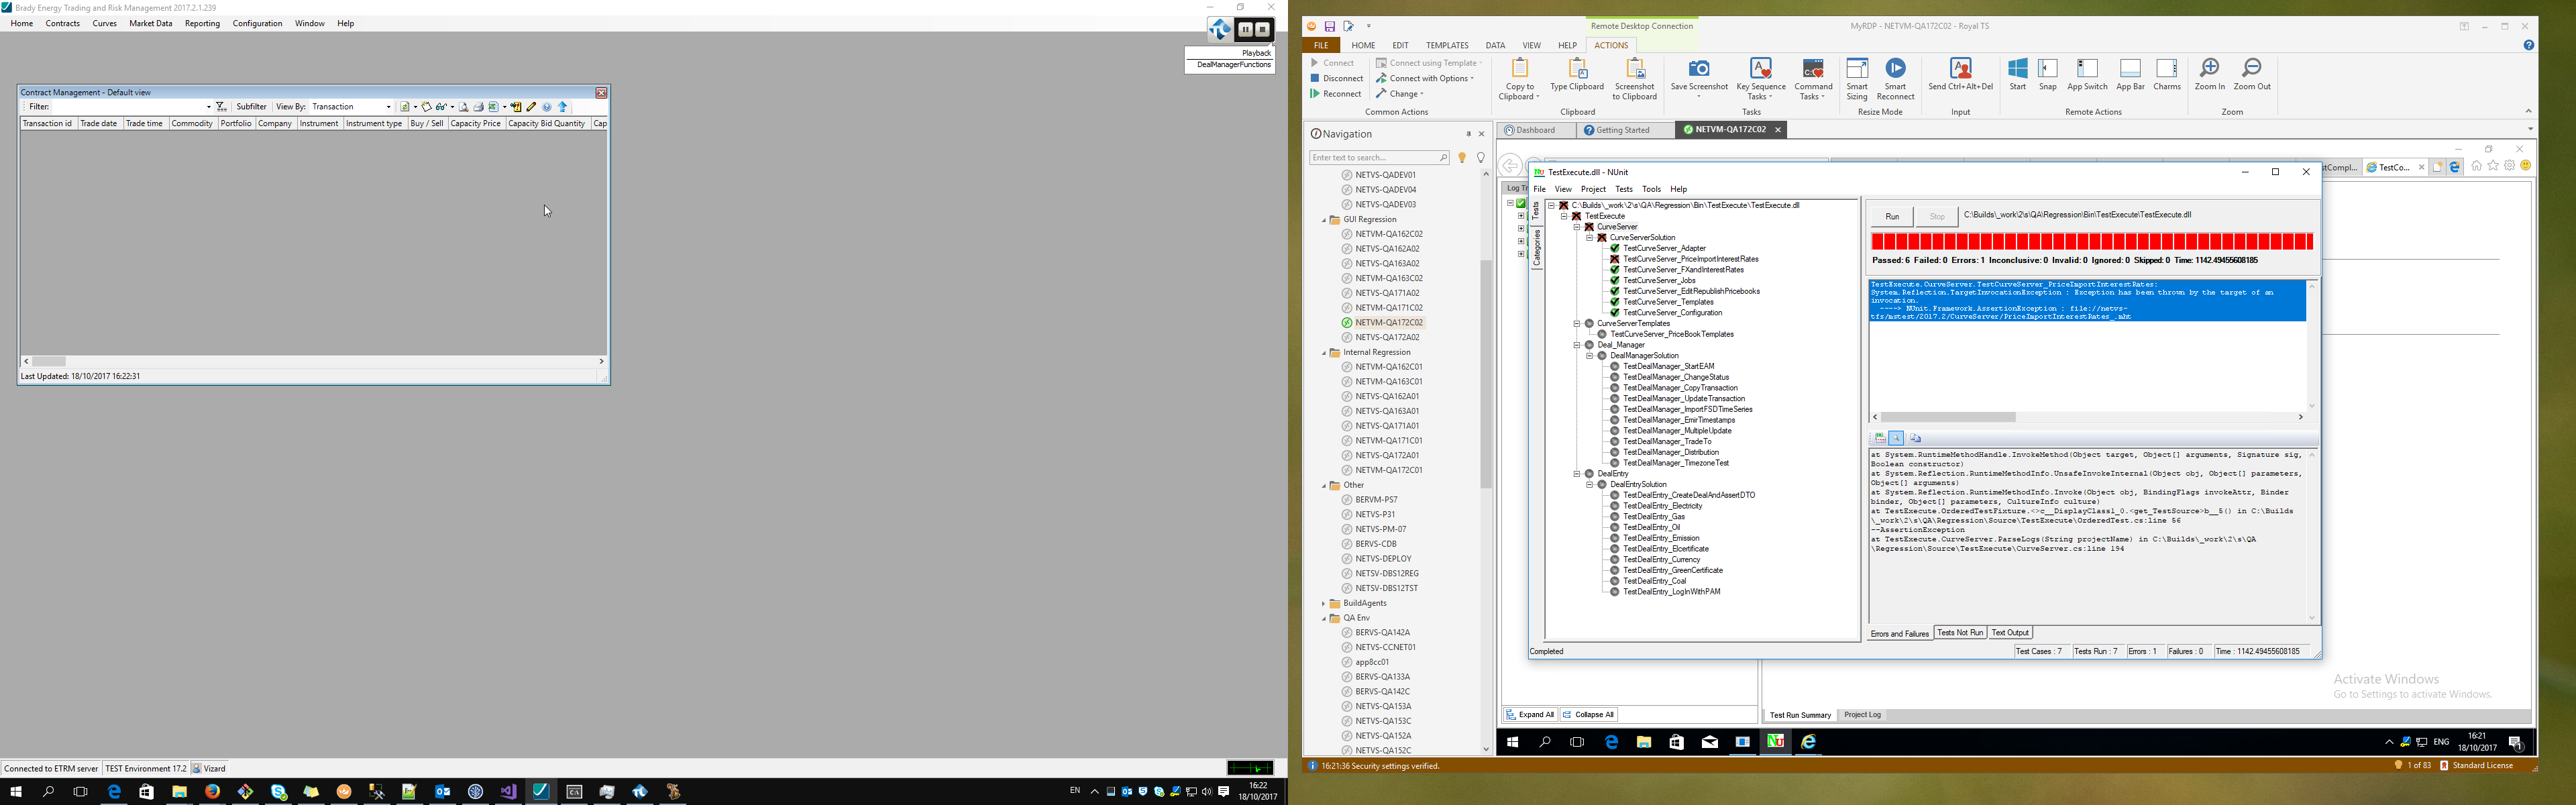 Brady Energy Trading and Risk Management 2017.2.1.239
Home Contracts Curves Market Data Reporting Configuration Window Help
Playback
DealManagerFunctions
Contract Management - Default view
Filter: Subfilter View By: Transaction
Transaction id Trade date Trade time Commodity Portfolio Company Instrument Instrument type Buy / Sell Capacity Price Capacity Bid Quantity Cap
Last Updated: 18/10/2017 16:22:31
Connected to ETRM server TEST Environment 17.2 Vizard
EN 16:22
18/10/2017
Remote Desktop Connection MyRDP - NETVM-QA172C02 - Royal TS
FILE HOME EDIT TEMPLATES DATA VIEW HELP ACTIONS
Connect
Disconnect
Reconnect
Connect using Template
Connect with Options
Change
Common Actions
Copy to Clipboard
Type Clipboard
Screenshot to Clipboard
Clipboard
Save Screenshot
Key Sequence Tasks
Command Tasks
Tasks
Smart Sizing
Smart Reconnect
Resize Mode
Send Ctrl+Alt+Del
Input
Start
Snap
App Switch
App Bar
Charms
Remote Actions
Zoom In
Zoom Out
Zoom
Navigation
Enter text to search...
NETVS-QADEV01
NETVS-QADEV04
NETVS-QADEV03
GUI Regression
NETVM-QA162C02
NETVS-QA162A02
NETVS-QA163A02
NETVM-QA163C02
NETVS-QA171A02
NETVM-QA171C02
NETVM-QA172C02
NETVS-QA172A02
Internal Regression
NETVM-QA162C01
NETVM-QA163C01
NETVS-QA162A01
NETVS-QA163A01
NETVS-QA171A01
NETVM-QA171C01
NETVS-QA172A01
NETVM-QA172C01
Other
BERVM-PS7
NETVS-P31
NETVS-PM-07
BERVS-CDB
NETVS-DEPLOY
NETSV-DBS12REG
NETSV-DBS12TST
BuildAgents
QA Env
BERVS-QA142A
NETVS-CCNET01
app8cc01
BERVS-QA133A
BERVS-QA142C
NETVS-QA153A
NETVS-QA153C
NETVS-QA152A
NETVS-QA152C
Dashboard Getting Started NETVM-QA172C02
stCompl... TestCo...
Log Tr
TestExecute.dll - NUnit
File View Project Tests Tools Help
Tests
Categories
C:\Builds\_work\2\s\QA\Regression\Bin\TestExecute\TestExecute.dll
TestExecute
CurveServer
CurveServerSolution
TestCurveServer_Adapter
TestCurveServer_PriceImportInterestRates
TestCurveServer_FXandInterestRates
TestCurveServer_Jobs
TestCurveServer_EditRepublishPricebooks
TestCurveServer_Templates
TestCurveServer_Configuration
CurveServerTemplates
TestCurveServer_PriceBookTemplates
Deal_Manager
DealManagerSolution
TestDealManager_StartEAM
TestDealManager_ChangeStatus
TestDealManager_CopyTransaction
TestDealManager_UpdateTransaction
TestDealManager_ImportFSDTimeSeries
TestDealManager_EmirTimestamps
TestDealManager_MultipleUpdate
TestDealManager_TradeTo
TestDealManager_Distribution
TestDealManager_TimezoneTest
DealEntry
DealEntrySolution
TestDealEntry_CreateDealAndAssertDTO
TestDealEntry_Electricity
TestDealEntry_Gas
TestDealEntry_Oil
TestDealEntry_Emission
TestDealEntry_Elcertificate
TestDealEntry_Currency
TestDealEntry_GreenCertificate
TestDealEntry_Coal
TestDealEntry_LogInWithPAM
Run Stop C:\Builds\_work\2\s\QA\Regression\Bin\TestExecute\TestExecute.dll
Passed: 6 Failed: 0 Errors: 1 Inconclusive: 0 Invalid: 0 Ignored: 0 Skipped: 0 Time: 1142.49455608185
TestExecute.CurveServer.TestCurveServer_PriceImportInterestRates:
System.Reflection.TargetInvocationException : Exception has been thrown by the target of an
invocation.
----> NUnit.Framework.AssertionException : file://netvs-
tfs/mstest/2017.2/CurveServer/PriceImportInterestRates_.mht
at System.RuntimeMethodHandle.InvokeMethod(Object target, Object[] arguments, Signature sig,
Boolean constructor)
at System.Reflection.RuntimeMethodInfo.UnsafeInvokeInternal(Object obj, Object[] parameters,
Object[] arguments)
at System.Reflection.RuntimeMethodInfo.Invoke(Object obj, BindingFlags invokeAttr, Binder
binder, Object[] parameters, CultureInfo culture)
at TestExecute.OrderedTestFixture.<>c__DisplayClass1_0.<get_TestSource>b__5() in C:\Builds
\_work\2\s\QA\Regression\Source\TestExecute\OrderedTest.cs:line 56
--AssertionException
at TestExecute.CurveServer.ParseLogs(String projectName) in C:\Builds\_work\2\s\QA
\Regression\Source\TestExecute\CurveServer.cs:line 194
Errors and Failures Tests Not Run Text Output
Completed Test Cases : 7 Tests Run : 7 Errors : 1 Failures : 0 Time : 1142.49455608185
Activate Windows
Go to Settings to activate Windows.
Expand All Collapse All Test Run Summary Project Log
ENG 16:21
18/10/2017
16:21:36 Security settings verified. 1 of 83 Standard License